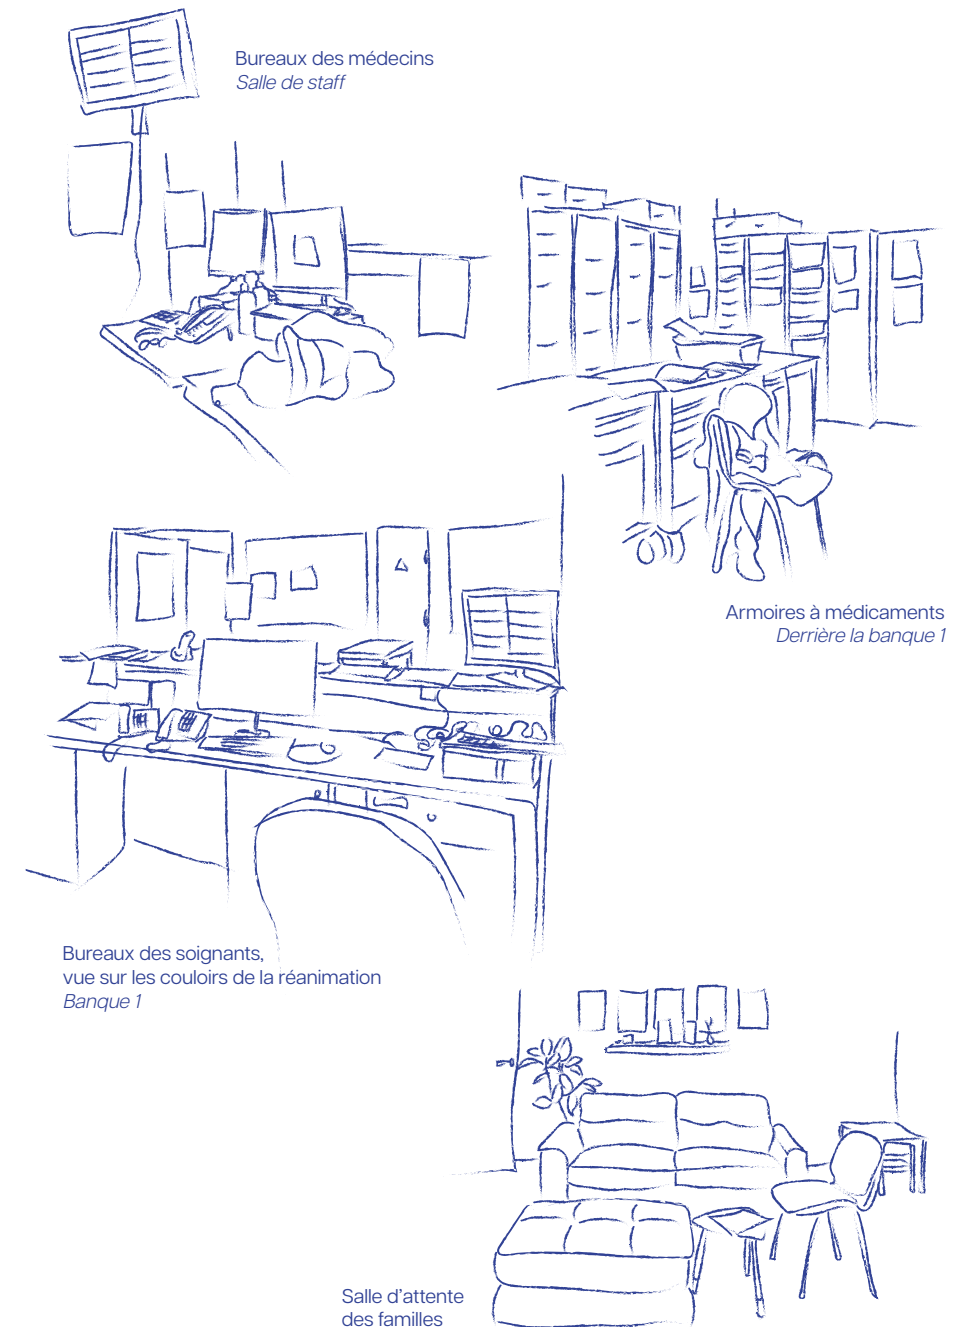 Bureaux des médecins
Salle de staff
Armoires à médicaments
Derrière la banque 1
Bureaux des soignants,
vue sur les couloirs de la réanimation
Banque 1
Salle d'attente
des familles